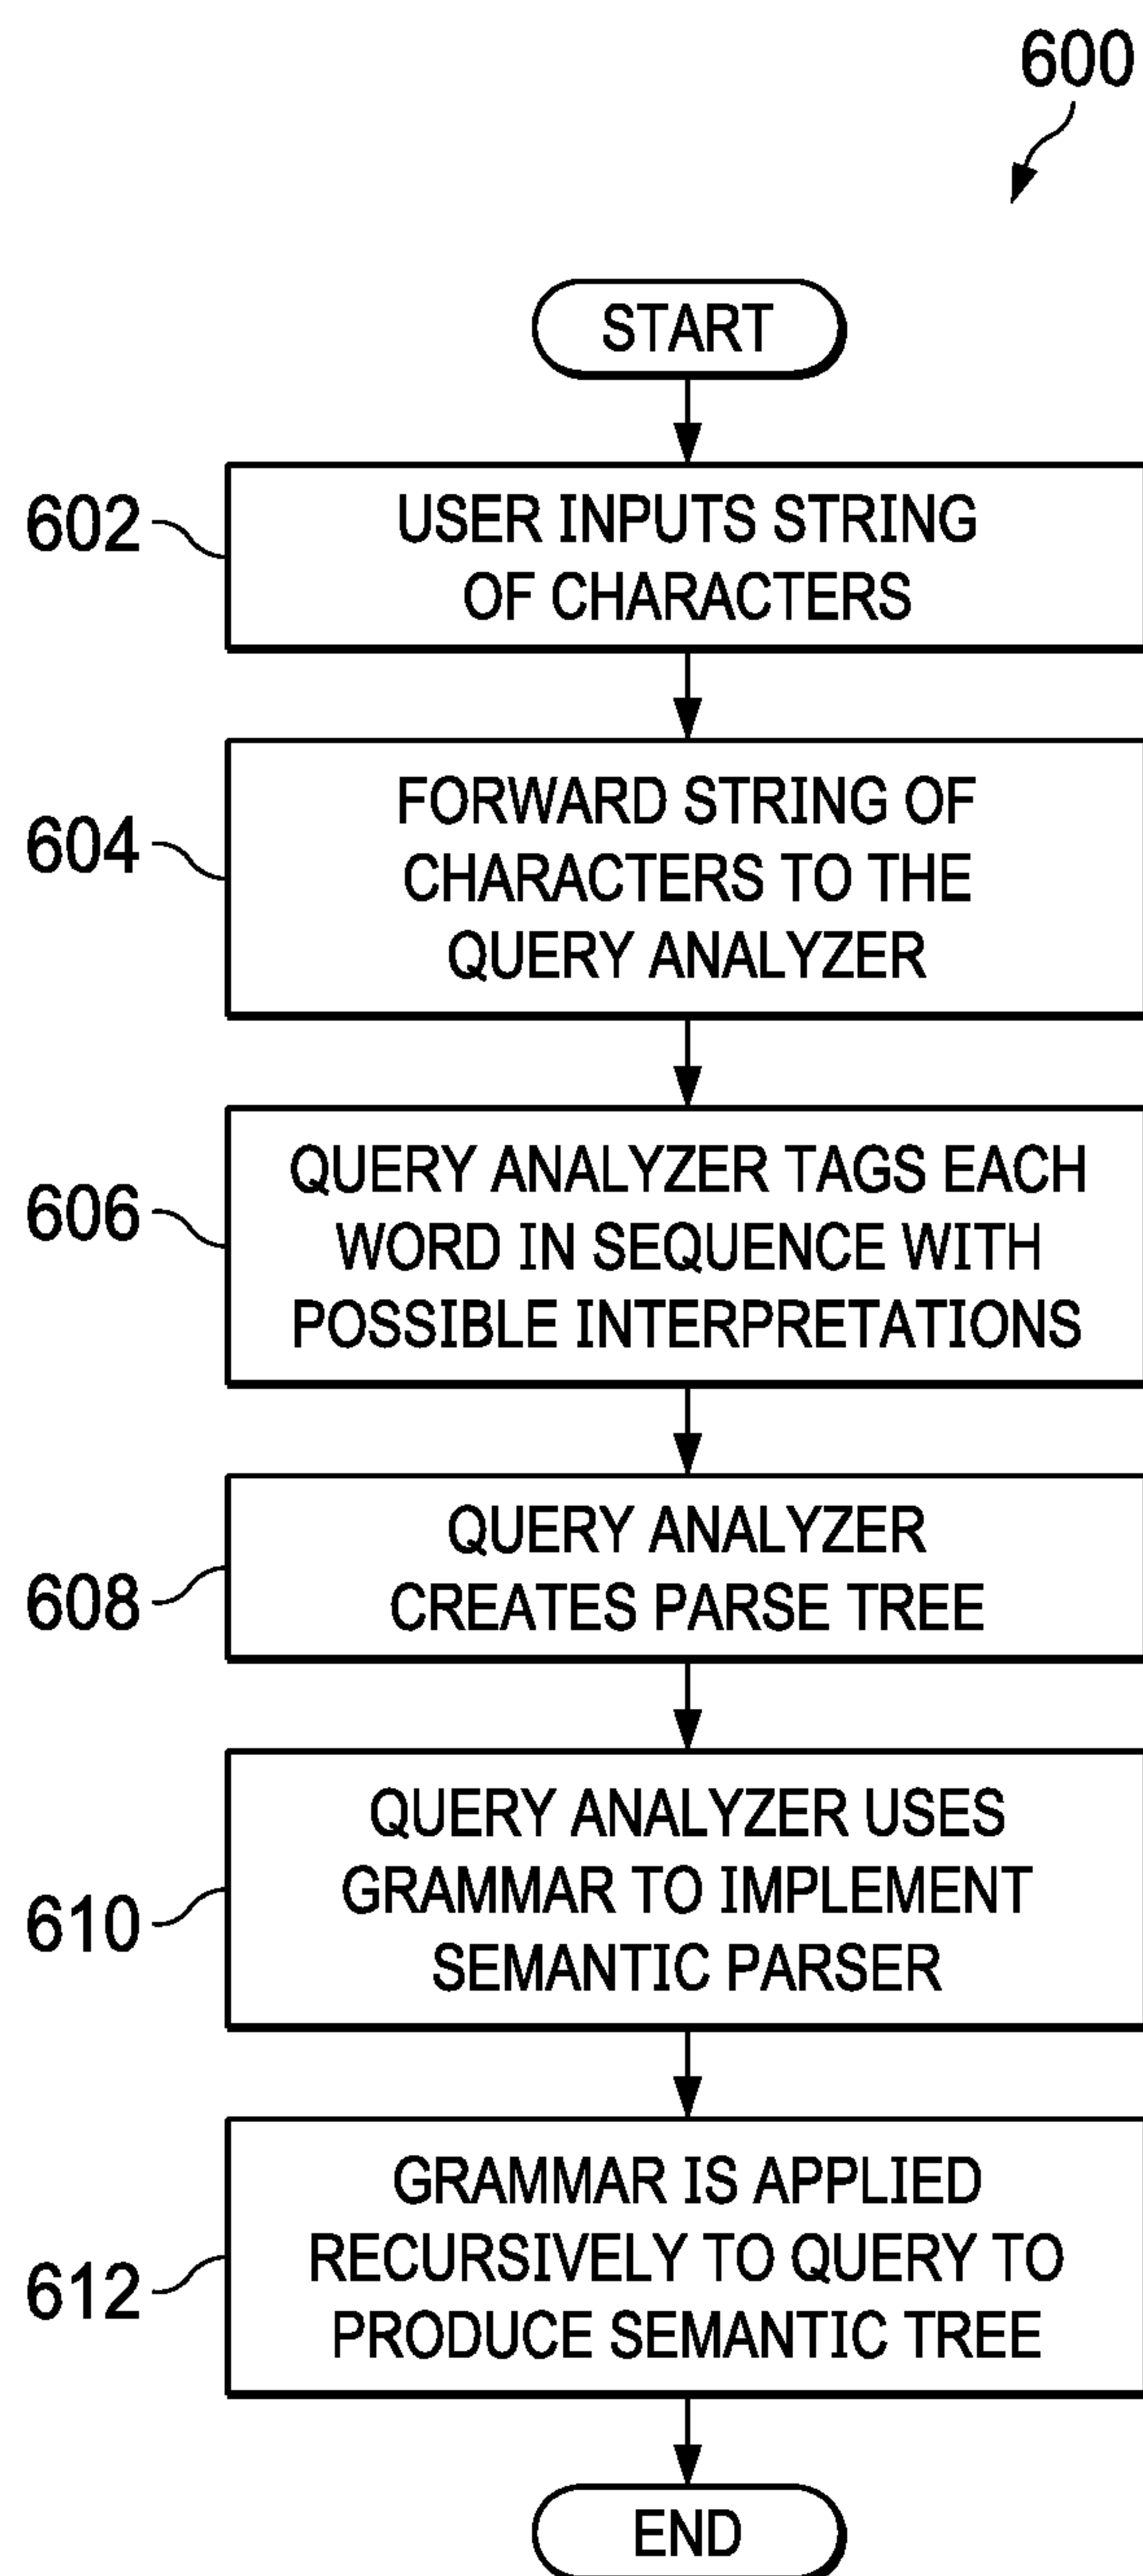 600
START
602
USER INPUTS STRING
OF CHARACTERS
604
FORWARD STRING OF
CHARACTERS TO THE
QUERY ANALYZER
606
QUERY ANALYZER TAGS EACH
WORD IN SEQUENCE WITH
POSSIBLE INTERPRETATIONS
608
QUERY ANALYZER
CREATES PARSE TREE
610
QUERY ANALYZER USES
GRAMMAR TO IMPLEMENT
SEMANTIC PARSER
612
GRAMMAR IS APPLIED
RECURSIVELY TO QUERY TO
PRODUCE SEMANTIC TREE
END